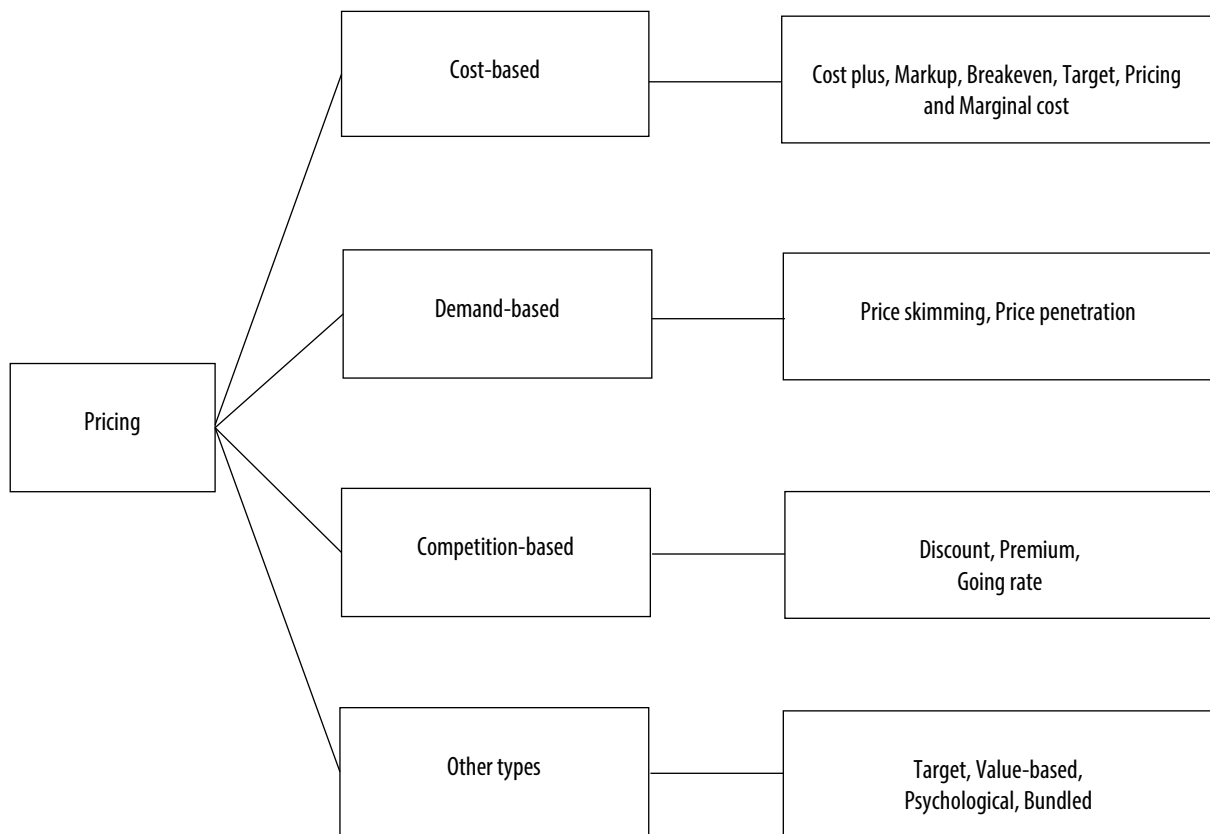 Cost-based
Cost plus, Markup, Breakeven, Target, Pricing
and Marginal cost
Demand-based
Price skimming, Price penetration
Pricing
Competition-based
Discount, Premium,
Going rate
Other types
Target, Value-based,
Psychological, Bundled